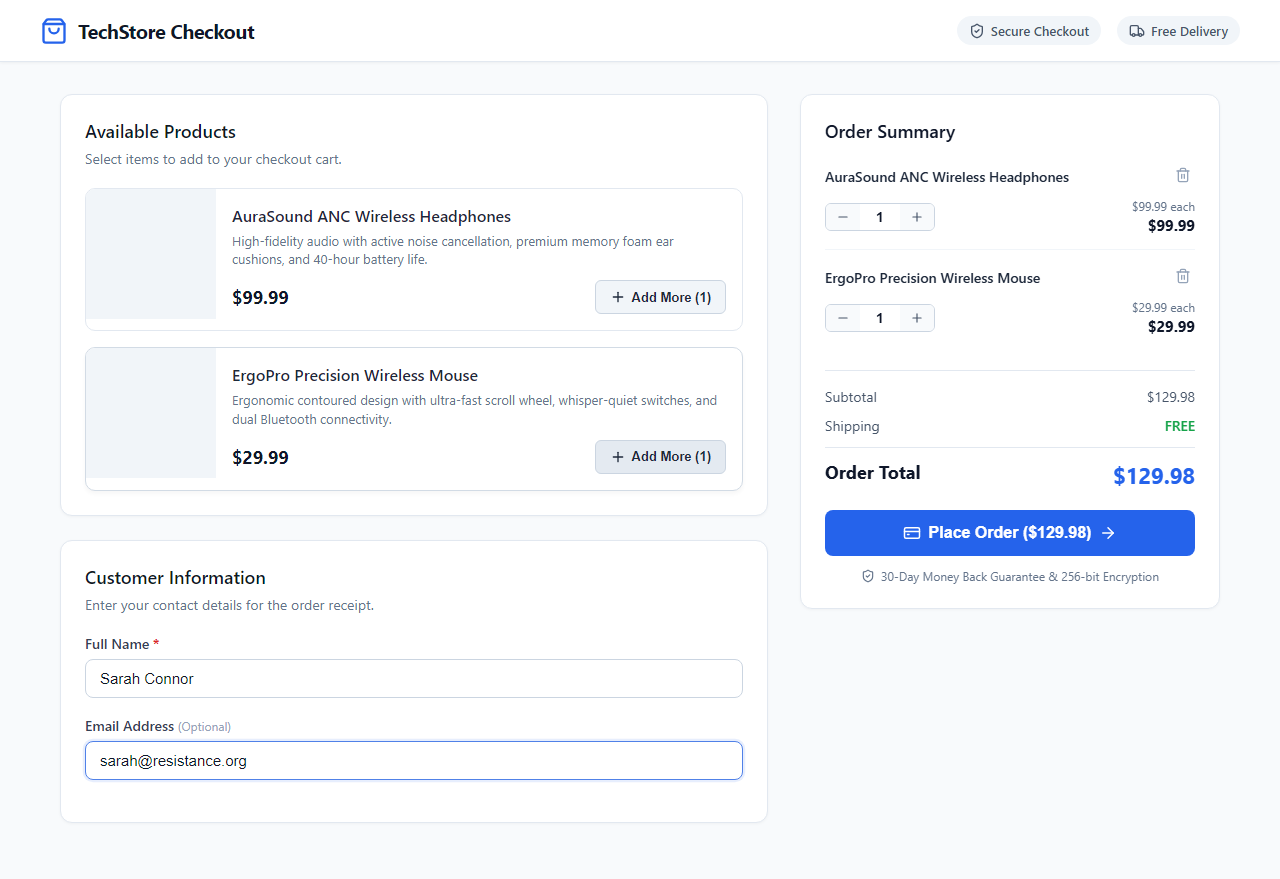 TechStore Checkout
Secure Checkout
Free Delivery
Available Products
Select items to add to your checkout cart.
AuraSound ANC Wireless Headphones
High-fidelity audio with active noise cancellation, premium memory foam ear
cushions, and 40-hour battery life.
$99.99
+ Add More (1)
ErgoPro Precision Wireless Mouse
Ergonomic contoured design with ultra-fast scroll wheel, whisper-quiet switches, and
dual Bluetooth connectivity.
$29.99
+ Add More (1)
Customer Information
Enter your contact details for the order receipt.
Full Name *
Sarah Connor
Email Address (Optional)
sarah@resistance.org
Order Summary
AuraSound ANC Wireless Headphones
− 1 +
$99.99 each
$99.99
ErgoPro Precision Wireless Mouse
− 1 +
$29.99 each
$29.99
Subtotal $129.98
Shipping FREE
Order Total $129.98
Place Order ($129.98) →
30-Day Money Back Guarantee & 256-bit Encryption